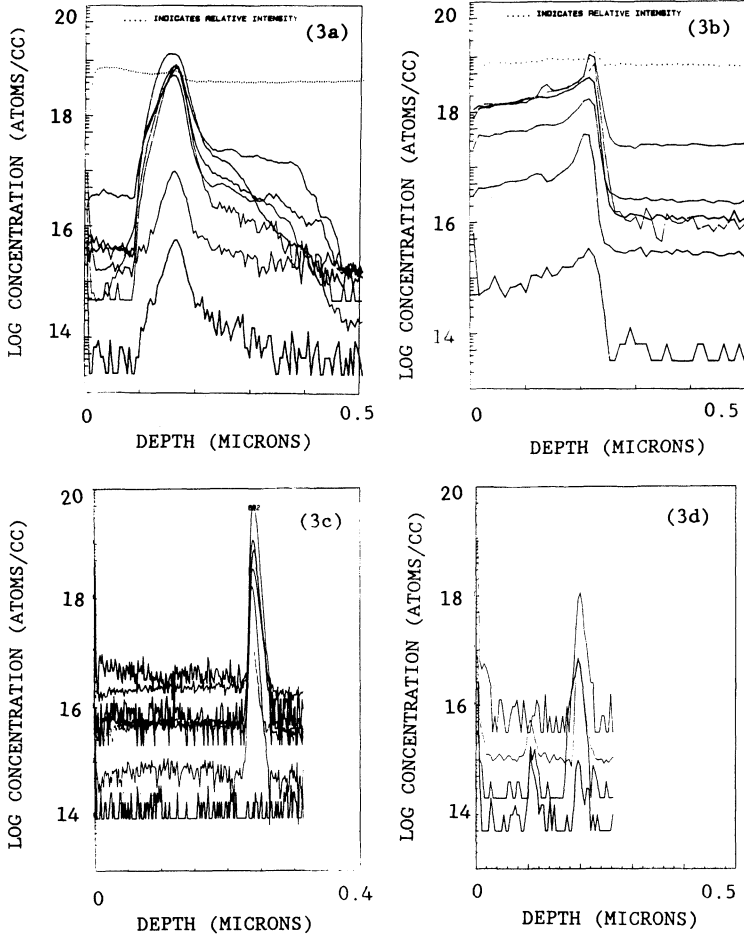 20
······ INDICATES RELATIVE INTENSITY
(3a)
18
16
14
LOG CONCENTRATION (ATOMS/CC)
0
0.5
DEPTH (MICRONS)
20
······ INDICATES RELATIVE INTENSITY
(3b)
18
16
14
LOG CONCENTRATION (ATOMS/CC)
0
0.5
DEPTH (MICRONS)
20
(3c)
18
16
14
LOG CONCENTRATION (ATOMS/CC)
0
0.4
DEPTH (MICRONS)
20
(3d)
18
16
14
LOG CONCENTRATION (ATOMS/CC)
0
0.5
DEPTH (MICRONS)